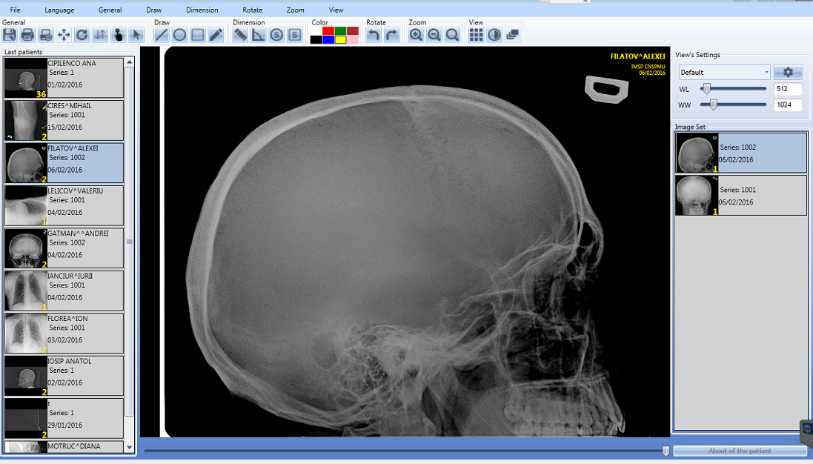 File Language General Draw Dimension Rotate Zoom View
General Draw Dimension Color Rotate Zoom View
Last patients
CIPILENCO ANA
Series: 1
01/02/2016
36
CIRES^MIHAIL
Series: 1001
15/02/2016
2
FILATOV^ALEXEI
Series: 1002
06/02/2016
2
LELICOV^VALERIU
Series: 1001
04/02/2016
1
GATMAN^^ANDREI
Series: 1002
04/02/2016
2
IANCIUR^IURII
Series: 1001
04/02/2016
1
FLOREA^ION
Series: 1001
03/02/2016
IOSIP ANATOL
Series: 1
02/02/2016
2
t
Series: 1
29/01/2016
2
MOTRUC^DIANA
FILATOV^ALEXEI
IMSP CNSPMU
06/02/2016
View's Settings
Default
WL 512
WW 1024
Image Set
Series: 1002
06/02/2016
1
Series: 1001
06/02/2016
1
About of the patient